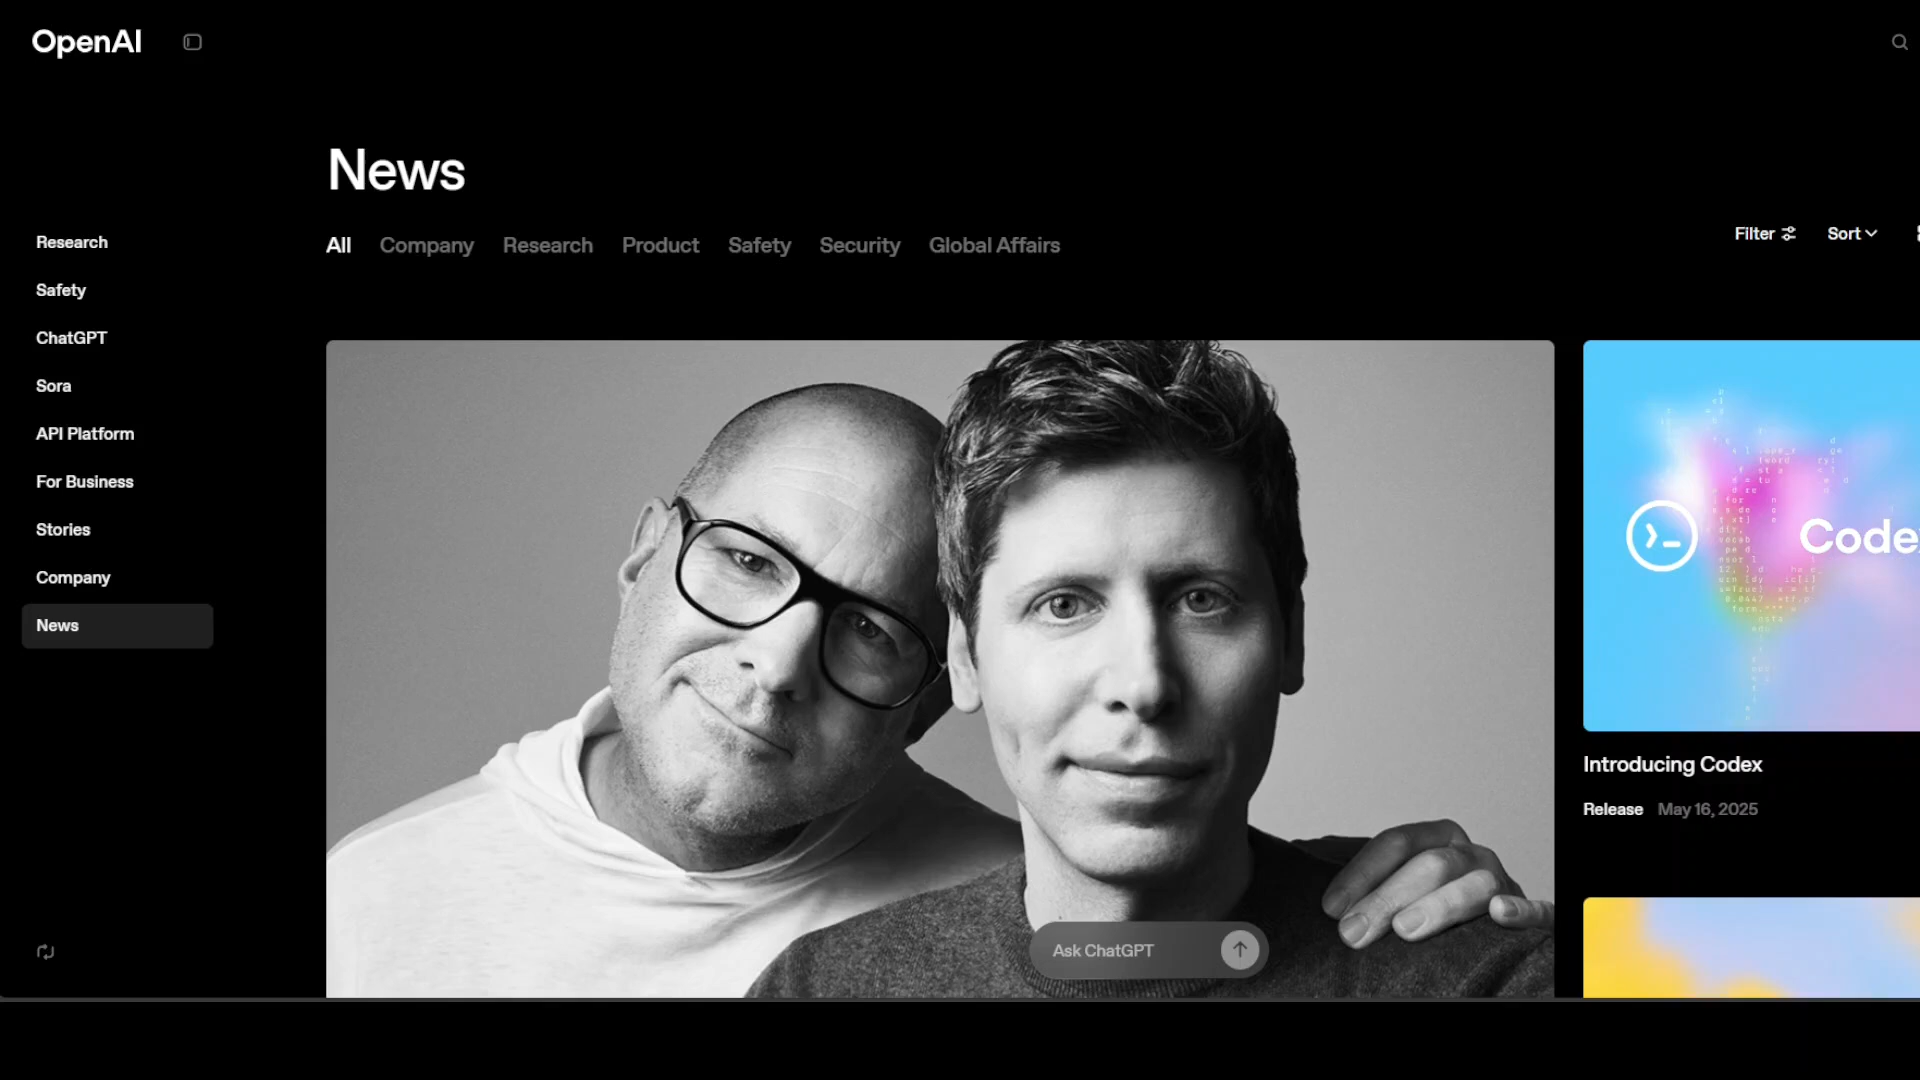 OpenAI
News
All Company Research Product Safety Security Global Affairs
Filter Sort
Research
Safety
ChatGPT
Sora
API Platform
For Business
Stories
Company
News
Ask ChatGPT
Introducing Codex
Release May 16, 2025